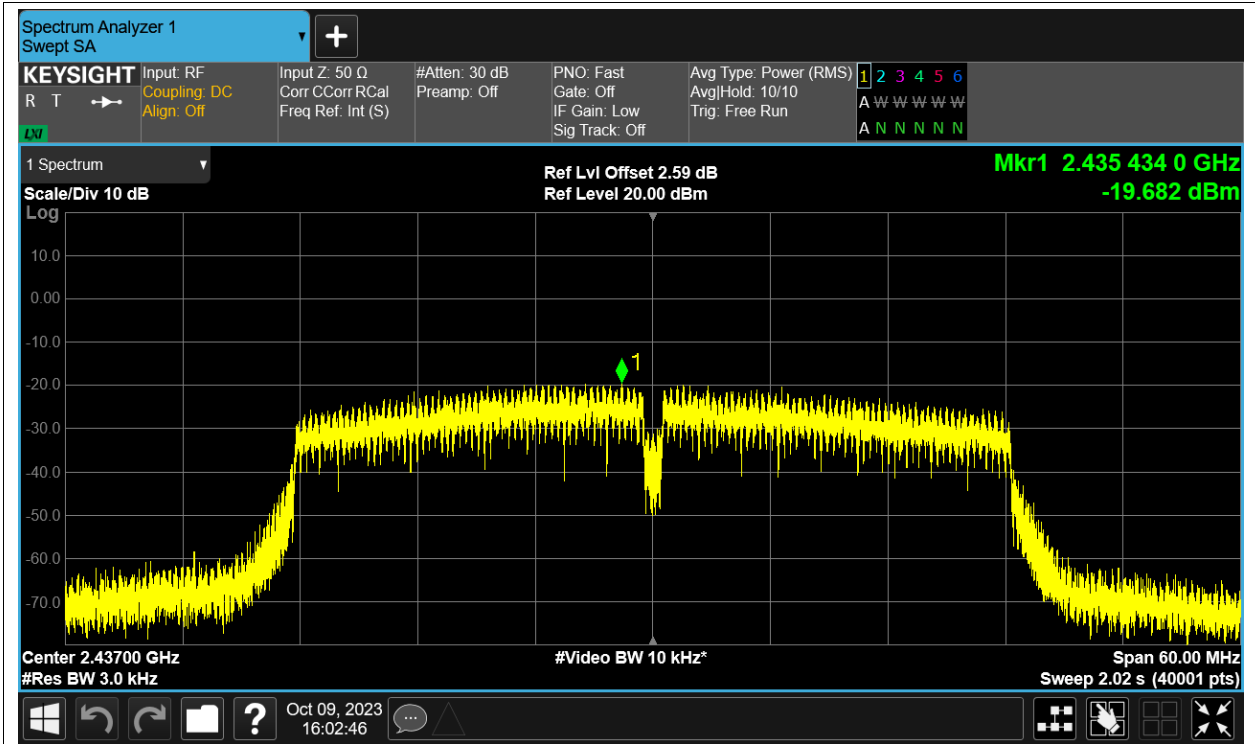 Spectrum Analyzer 1
Swept SA
KEYSIGHT
R T
LXI
Input: RF
Coupling: DC
Align: Off
Input Z: 50 Ω
Corr CCorr RCal
Freq Ref: Int (S)
#Atten: 30 dB
Preamp: Off
PNO: Fast
Gate: Off
IF Gain: Low
Sig Track: Off
Avg Type: Power (RMS)
Avg|Hold: 10/10
Trig: Free Run
1 2 3 4 5 6
A W W W W W
A N N N N N
1 Spectrum
Scale/Div 10 dB
Log
Ref Lvl Offset 2.59 dB
Ref Level 20.00 dBm
Mkr1 2.435 434 0 GHz
-19.682 dBm
10.0
0.00
-10.0
1
-20.0
-30.0
-40.0
-50.0
-60.0
-70.0
Center 2.43700 GHz
#Video BW 10 kHz*
Span 60.00 MHz
#Res BW 3.0 kHz
Sweep 2.02 s (40001 pts)
?
Oct 09, 2023
16:02:46